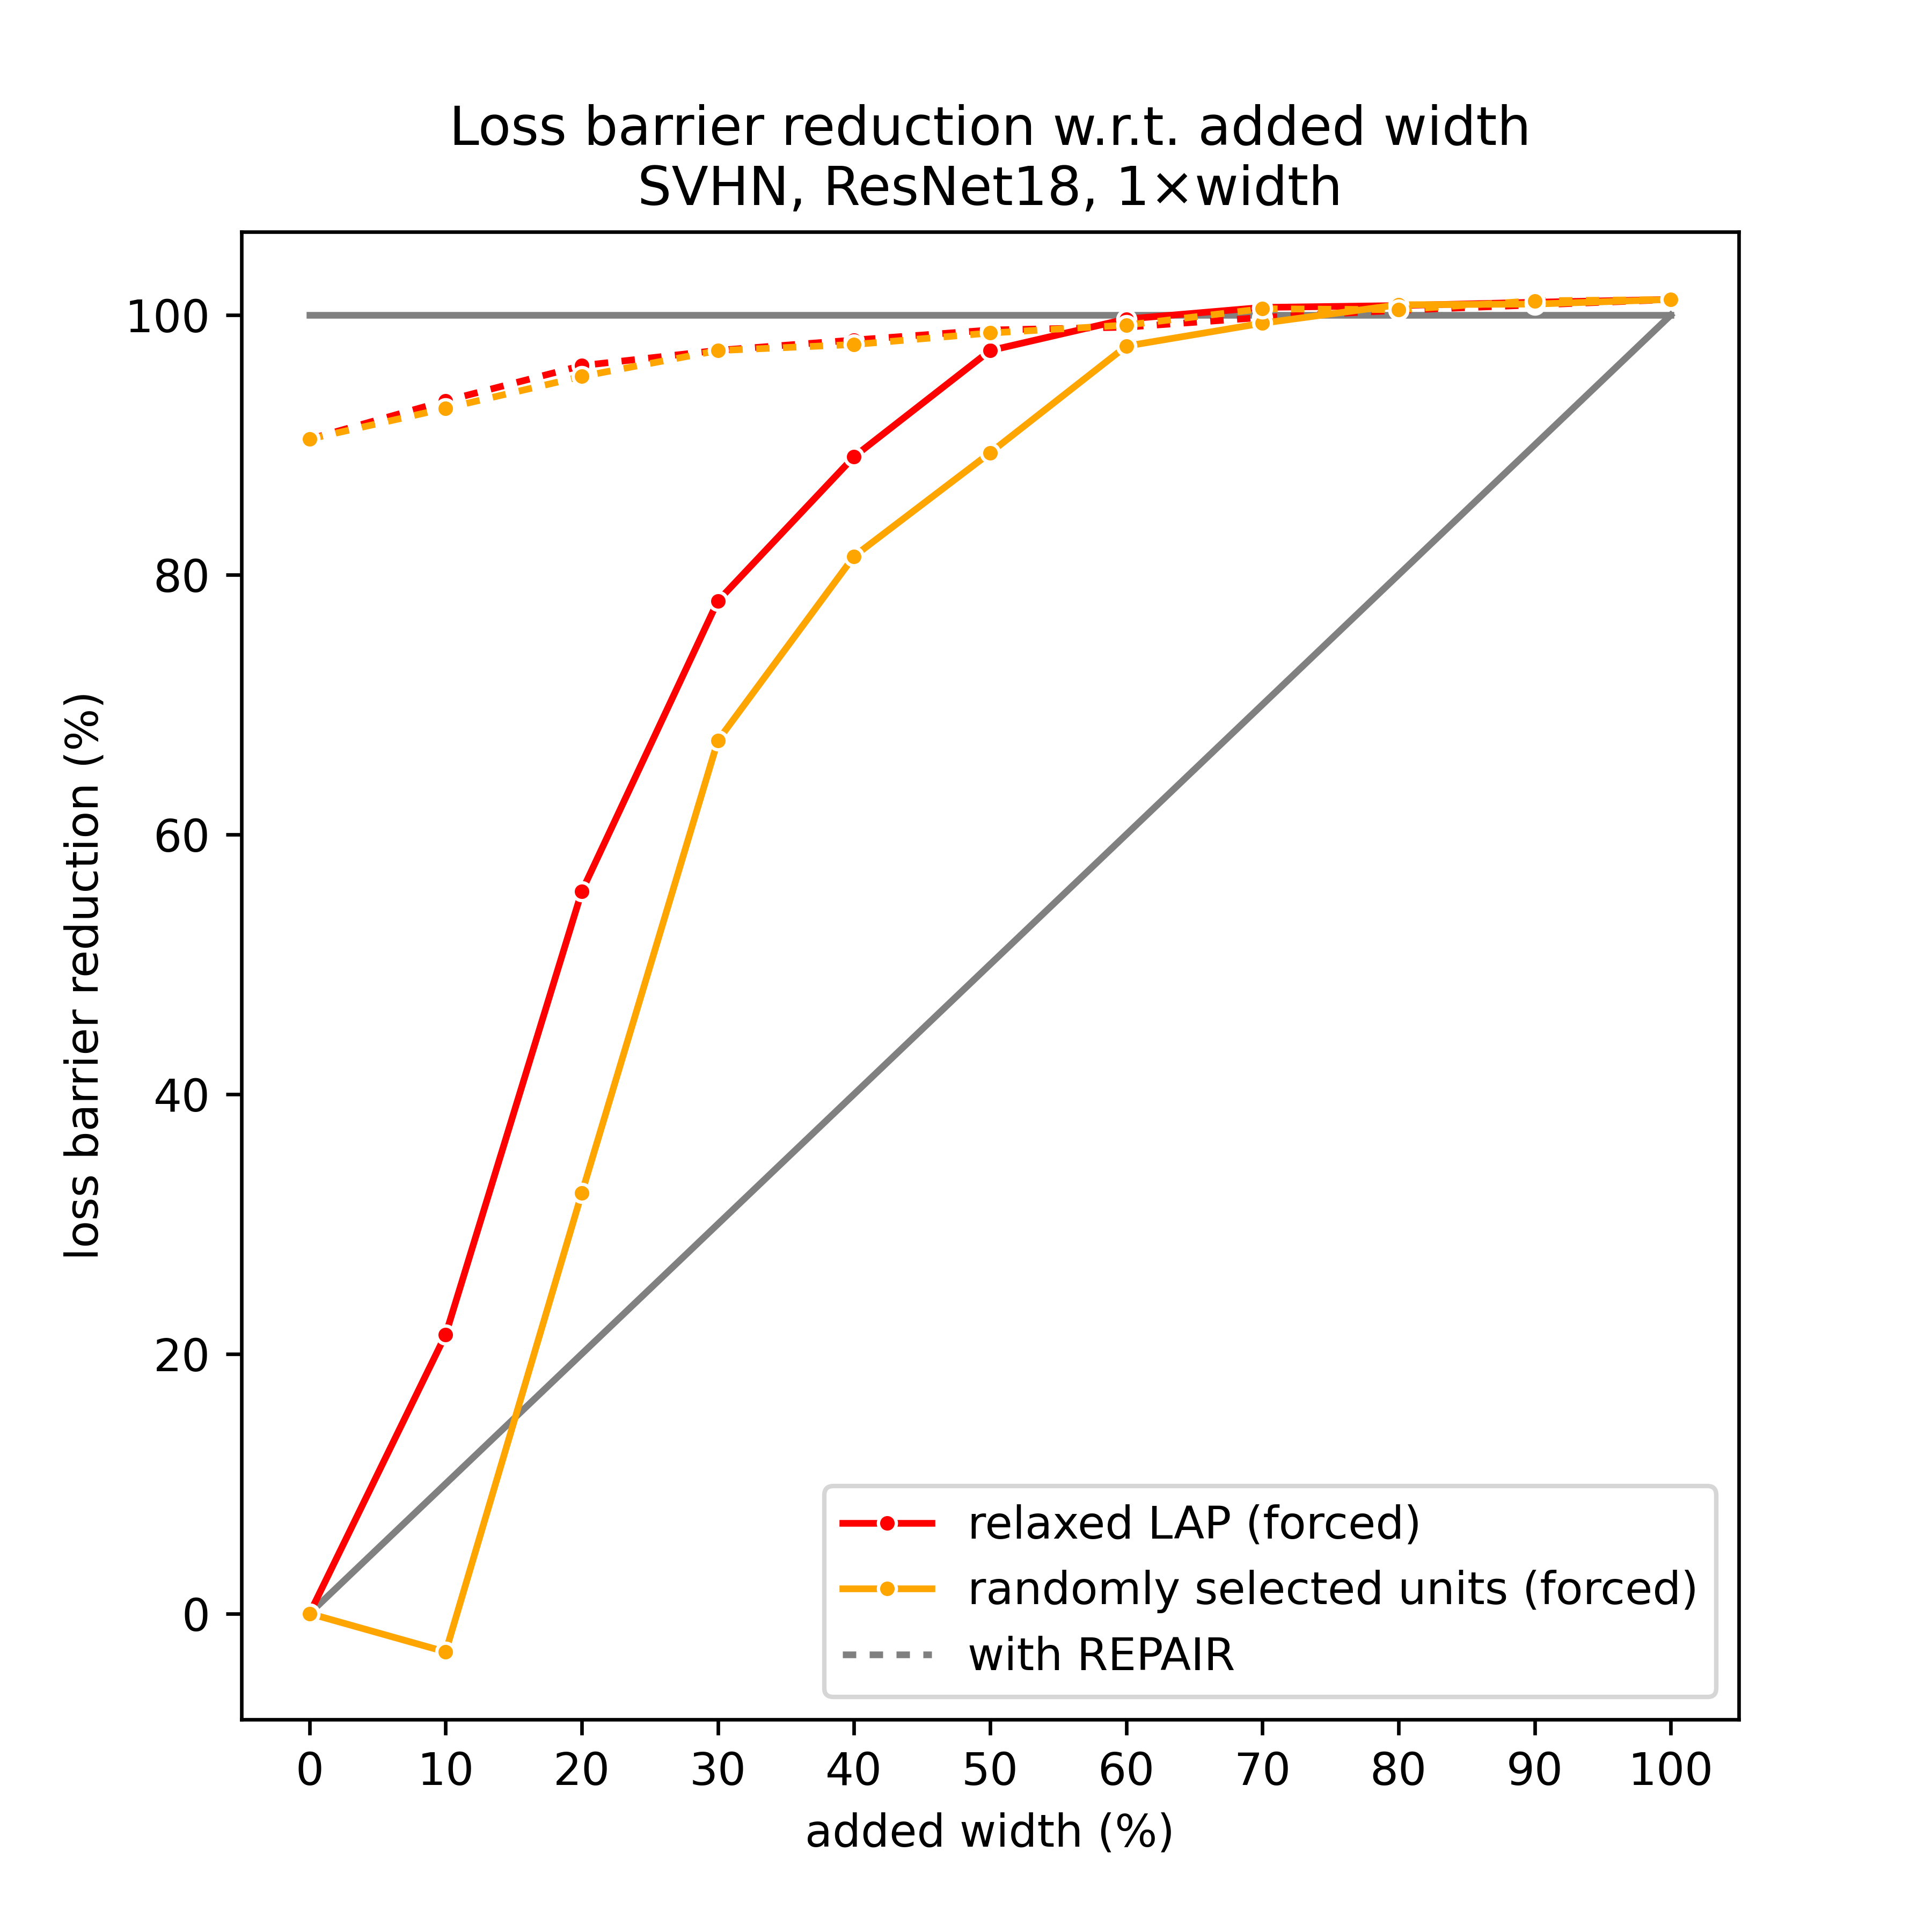 Loss barrier reduction w.r.t. added width
SVHN, ResNet18, 1×width
loss barrier reduction (%)
100
80
60
40
20
0
relaxed LAP (forced)
randomly selected units (forced)
with REPAIR
0 10 20 30 40 50 60 70 80 90 100
added width (%)